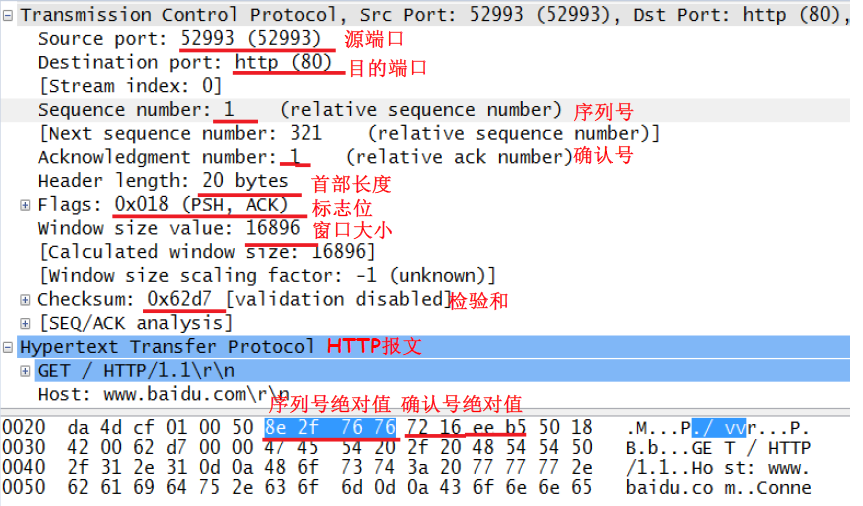 Transmission Control Protocol, Src Port: 52993 (52993), Dst Port: http (80),
Source port: 52993 (52993) 源端口
Destination port: http (80) 目的端口
[Stream index: 0]
Sequence number: 1 (relative sequence number) 序列号
[Next sequence number: 321 (relative sequence number)]
Acknowledgment number: 1 (relative ack number) 确认号
Header length: 20 bytes 首部长度
Flags: 0x018 (PSH, ACK) 标志位
Window size value: 16896 窗口大小
[Calculated window size: 16896]
[Window size scaling factor: -1 (unknown)]
Checksum: 0x62d7 [validation disabled] 检验和
[SEQ/ACK analysis]
Hypertext Transfer Protocol HTTP报文
GET / HTTP/1.1\r\n
Host: www.baidu.com\r\n
序列号绝对值 确认号绝对值
0020 da 4d cf 01 00 50 8e 2f 76 76 72 16 ee b5 50 18 .M...P./vvr...P.
0030 42 00 62 d7 00 00 47 45 54 20 2f 20 48 54 54 50 B.b...GET / HTTP
0040 2f 31 2e 31 0d 0a 48 6f 73 74 3a 20 77 77 77 2e /1.1..Host: www.
0050 62 61 69 64 75 2e 63 6f 6d 0d 0a 43 6f 6e 6e 65 baidu.com..Conne